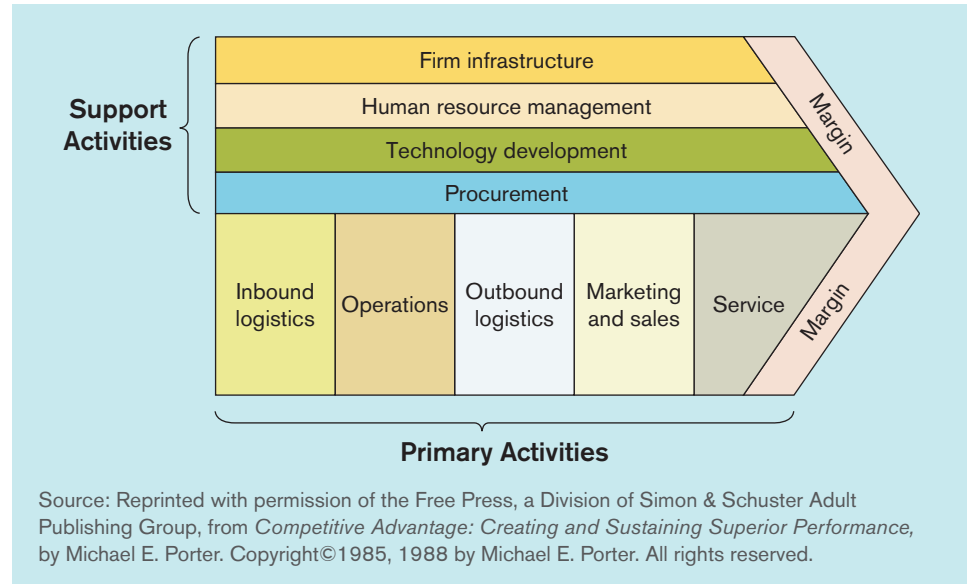 Firm infrastructure
Support
Activities
Human resource management
Technology development
Procurement
Margin
Inbound
logistics
Operations
Outbound
logistics
Marketing
and sales
Service
Margin
Primary Activities
Source: Reprinted with permission of the Free Press, a Division of Simon & Schuster Adult
Publishing Group, from Competitive Advantage: Creating and Sustaining Superior Performance,
by Michael E. Porter. Copyright©1985, 1988 by Michael E. Porter. All rights reserved.